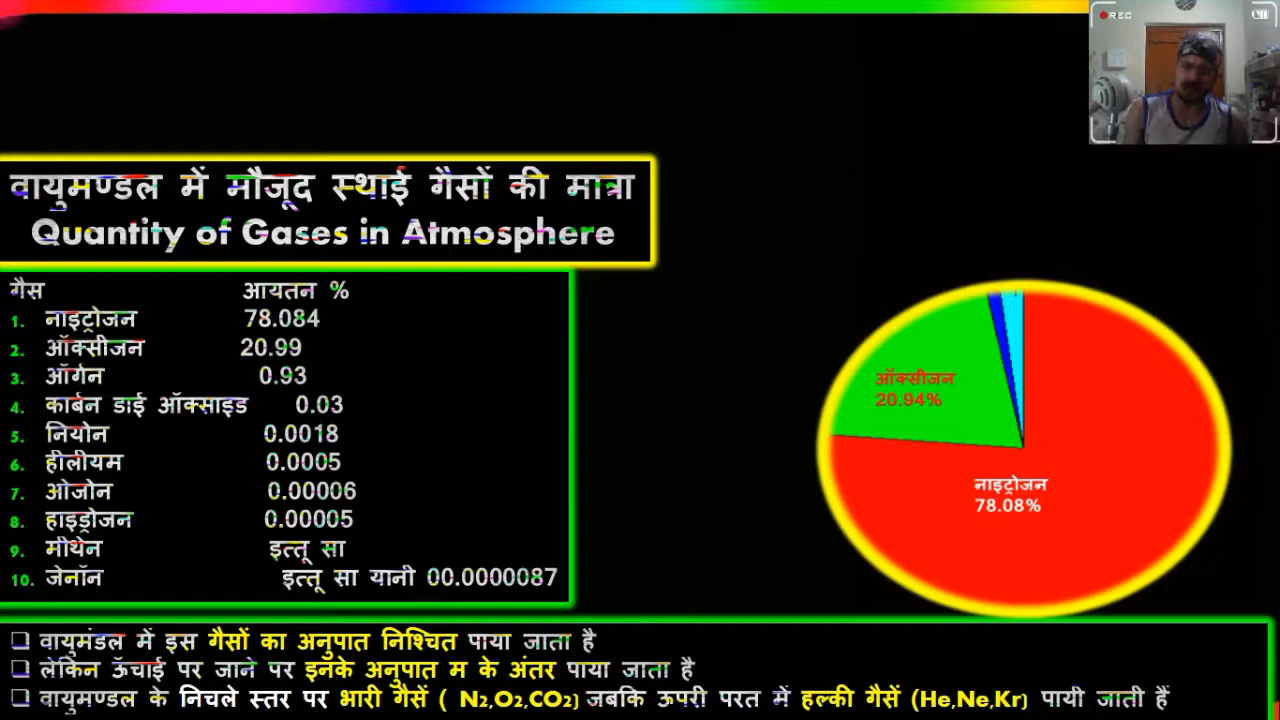 REC
वायुमण्डल में मौजूद स्थाई गैसों की मात्रा
Quantity of Gases in Atmosphere
गैस आयतन %
1. नाइट्रोजन 78.084
2. ऑक्सीजन 20.99
3. ऑर्गन 0.93
4. कार्बन डाई ऑक्साइड 0.03
5. नियोन 0.0018
6. हीलीयम 0.0005
7. ओजोन 0.00006
8. हाइड्रोजन 0.00005
9. मीथेन इत्तू सा
10. जेनॉन इत्तू सा यानी 00.0000087
ऑक्सीजन
20.94%
नाइट्रोजन
78.08%
वायुमंडल में इस गैसों का अनुपात निश्चित पाया जाता है
लेकिन ऊँचाई पर जाने पर इनके अनुपात म के अंतर पाया जाता है
वायुमण्डल के निचले स्तर पर भारी गैसें ( N2,O2,CO2) जबकि ऊपरी परत में हल्की गैसें (He,Ne,Kr) पायी जाती हैं